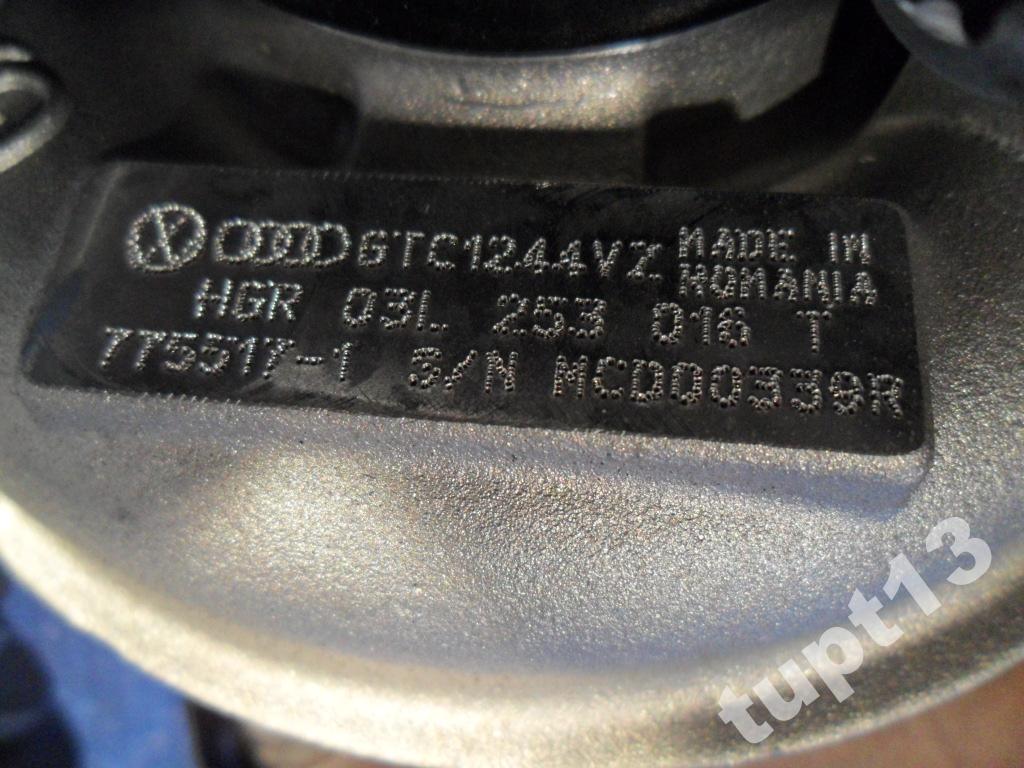 GTC1244VZ MADE IN
ROMANIA
HGR 03L 253 016 T
775517-1 S/N MCD00339R
tupt13